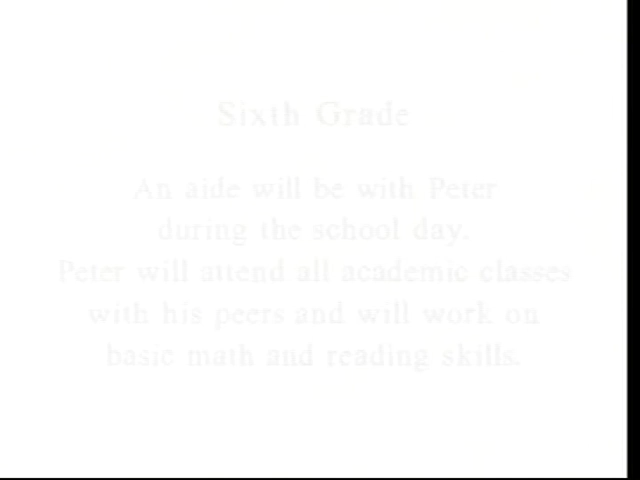 Sixth Grade
An aide will be with Peter
during the school day.
Peter will attend all academic classes
with his peers and will work on
basic math and reading skills.